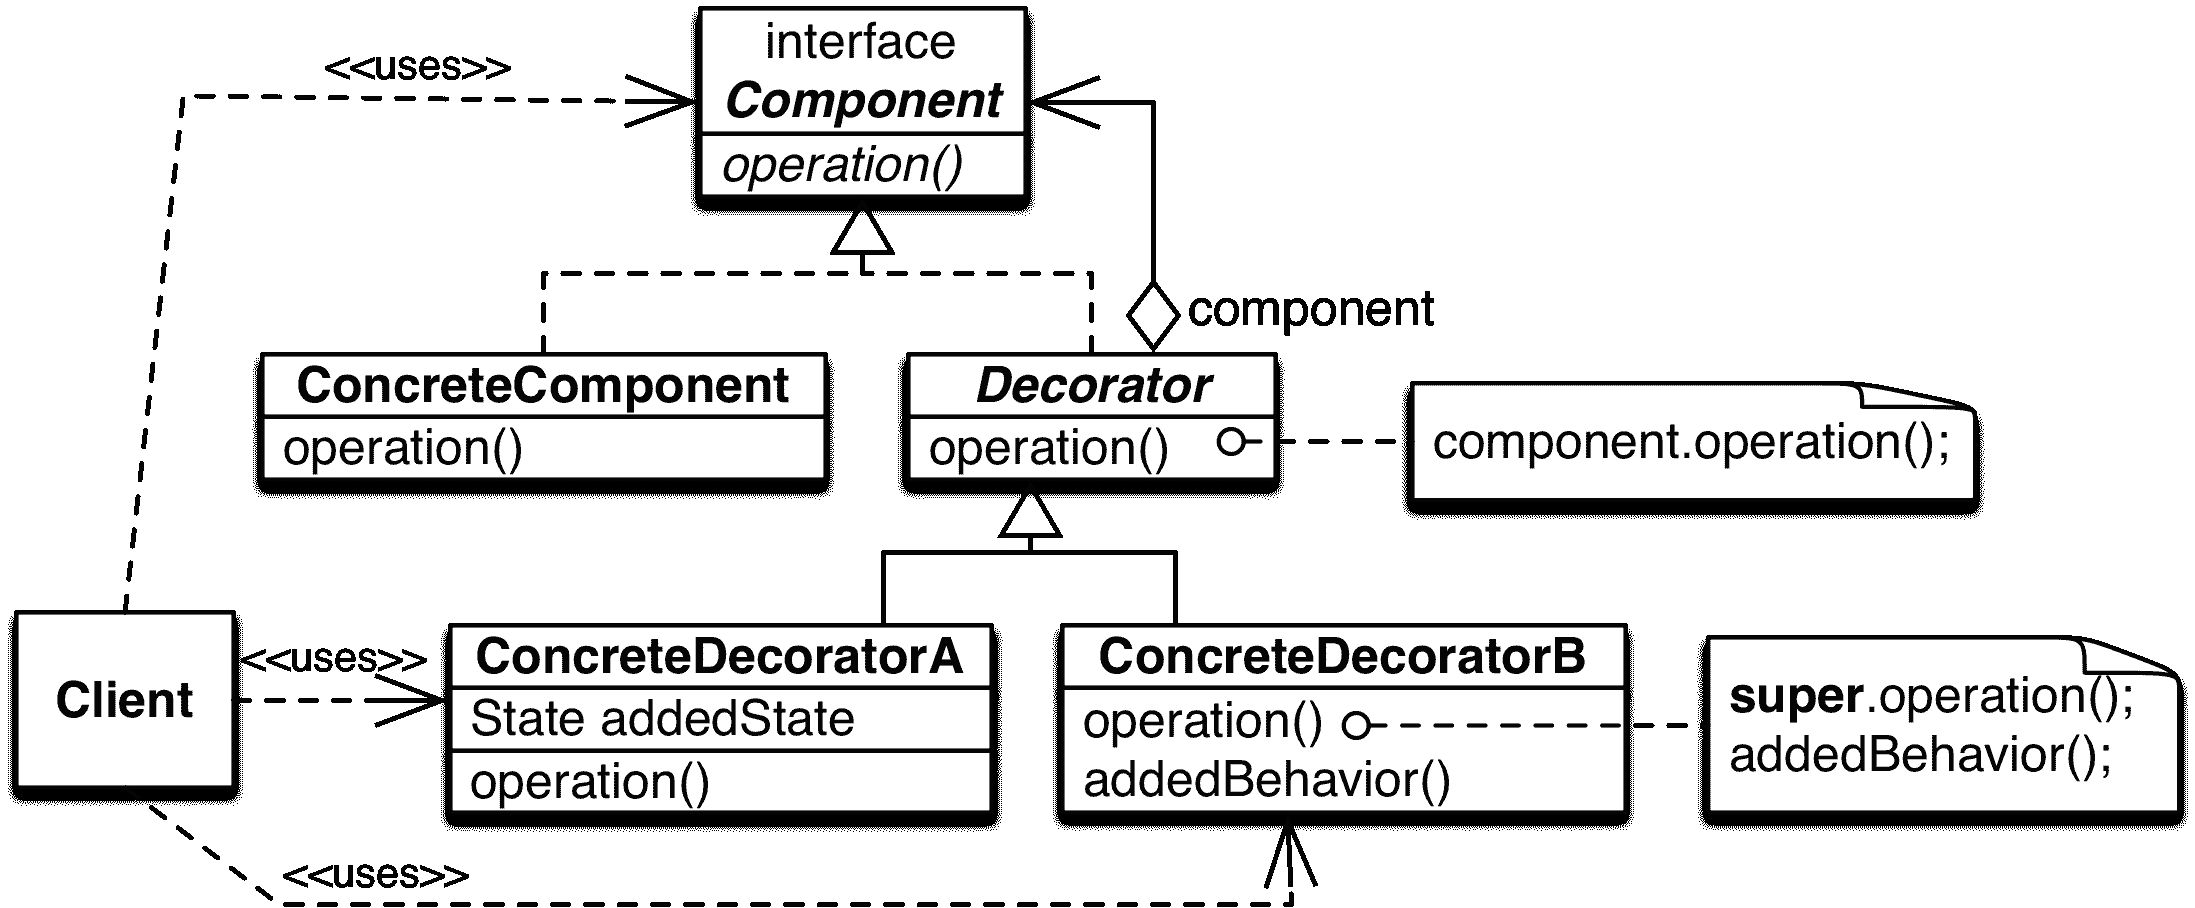 <<uses>>
interface
Component
operation()
component
ConcreteComponent
operation()
Decorator
operation()
component.operation();
Client
<<uses>>
ConcreteDecoratorA
State addedState
operation()
ConcreteDecoratorB
operation()
addedBehavior()
super.operation();
addedBehavior();
<<uses>>